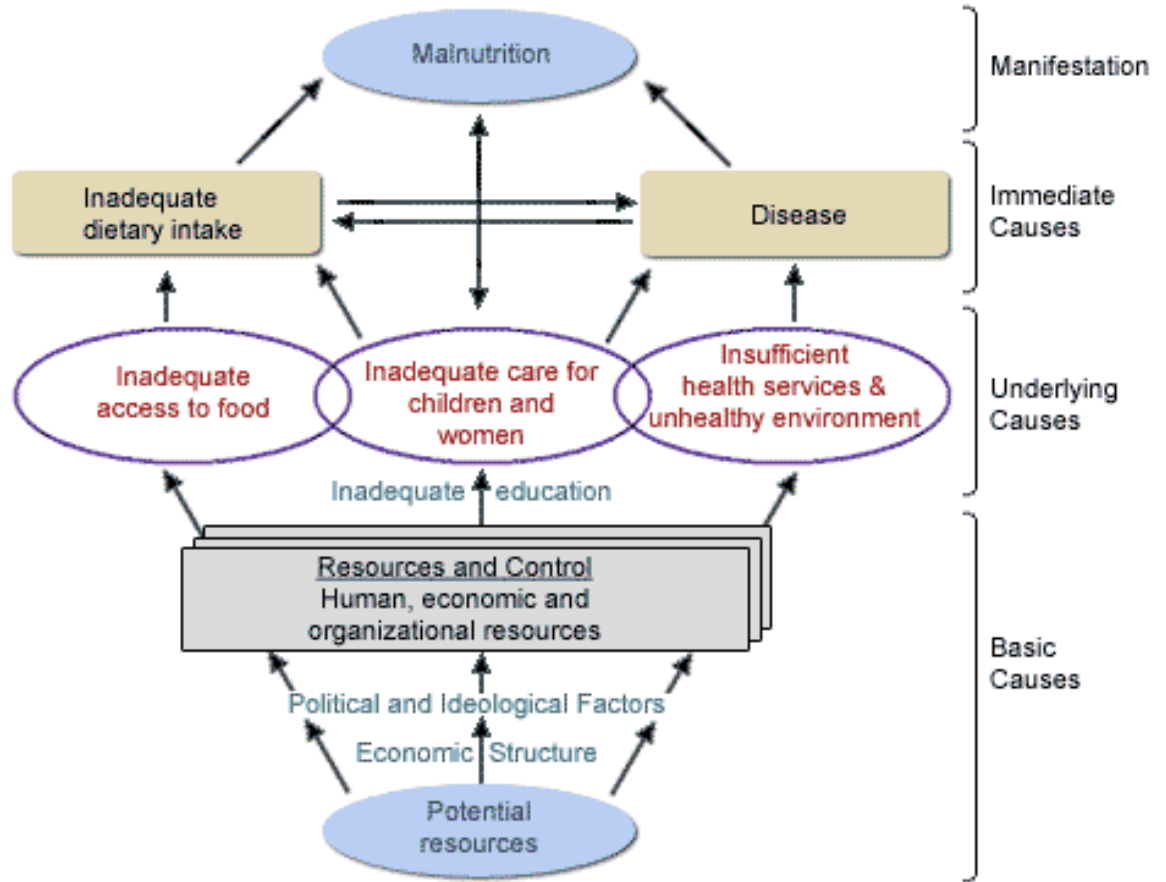 Malnutrition
Manifestation
Inadequate
dietary intake
Disease
Immediate
Causes
Inadequate
access to food
Inadequate care for
children and
women
Insufficient
health services &
unhealthy environment
Underlying
Causes
Inadequate education
Resources and Control
Human, economic and
organizational resources
Political and Ideological Factors
Economic Structure
Basic
Causes
Potential
resources